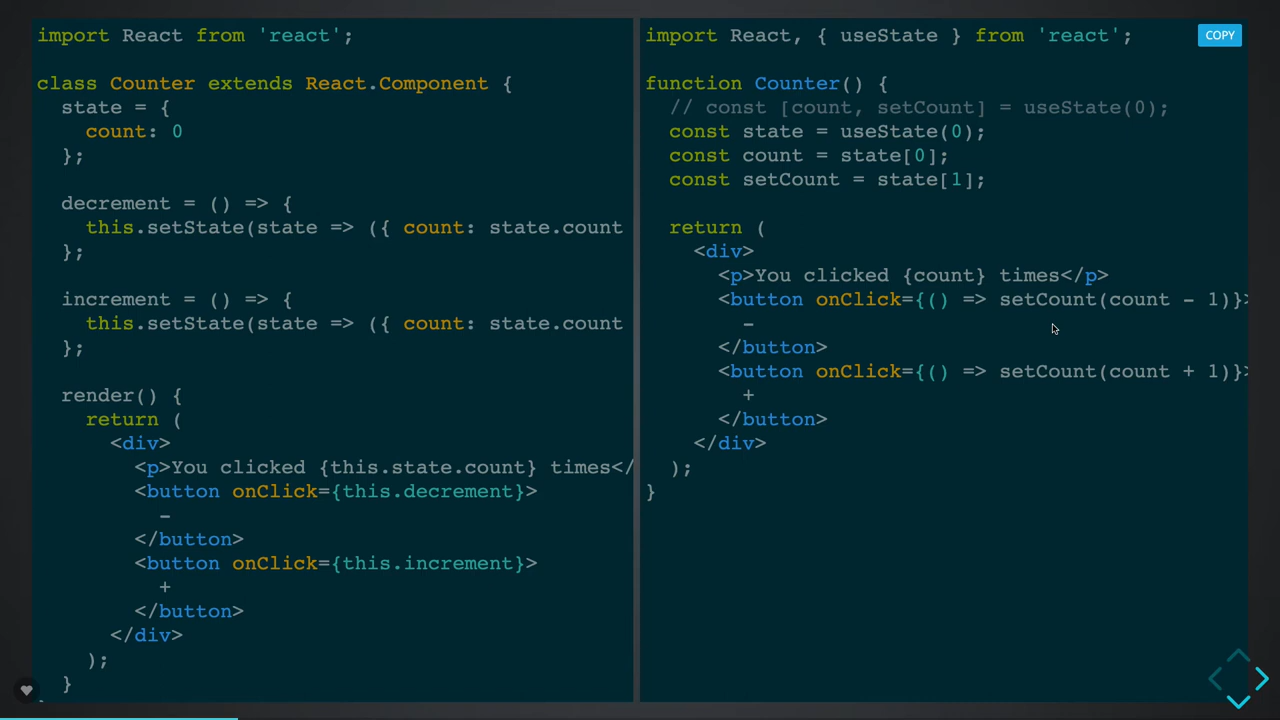 import React from 'react';
class Counter extends React.Component {
state = {
count: 0
};
decrement = () => {
this.setState(state => ({ count: state.count
};
increment = () => {
this.setState(state => ({ count: state.count
};
render() {
return (
<div>
<p>You clicked {this.state.count} times</
<button onClick={this.decrement}>
-
</button>
<button onClick={this.increment}>
+
</button>
</div>
);
}
import React, { useState } from 'react';
COPY
function Counter() {
// const [count, setCount] = useState(0);
const state = useState(0);
const count = state[0];
const setCount = state[1];
return (
<div>
<p>You clicked {count} times</p>
<button onClick={() => setCount(count - 1)}>
-
</button>
<button onClick={() => setCount(count + 1)}>
+
</button>
</div>
);
}